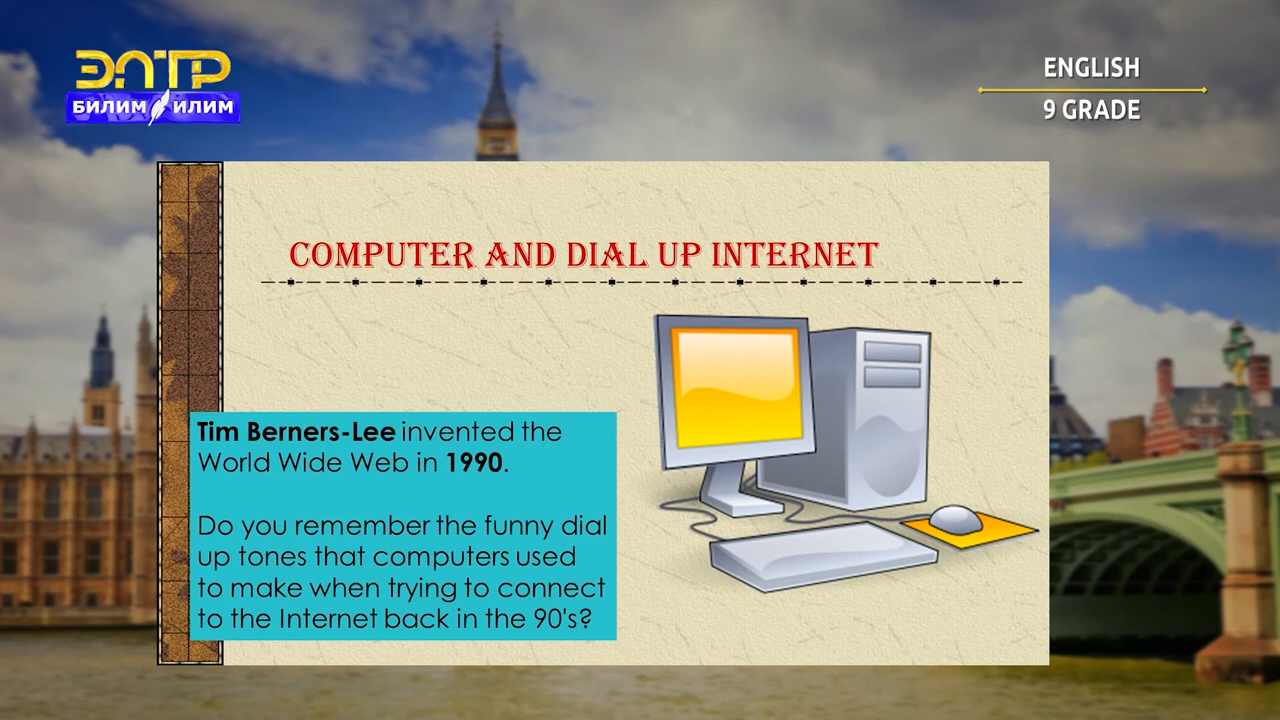 ЭЛТР
БИЛИМ ИЛИМ
ENGLISH
9 GRADE
COMPUTER AND DIAL UP INTERNET
Tim Berners-Lee invented the
World Wide Web in 1990.
Do you remember the funny dial
up tones that computers used
to make when trying to connect
to the Internet back in the 90's?